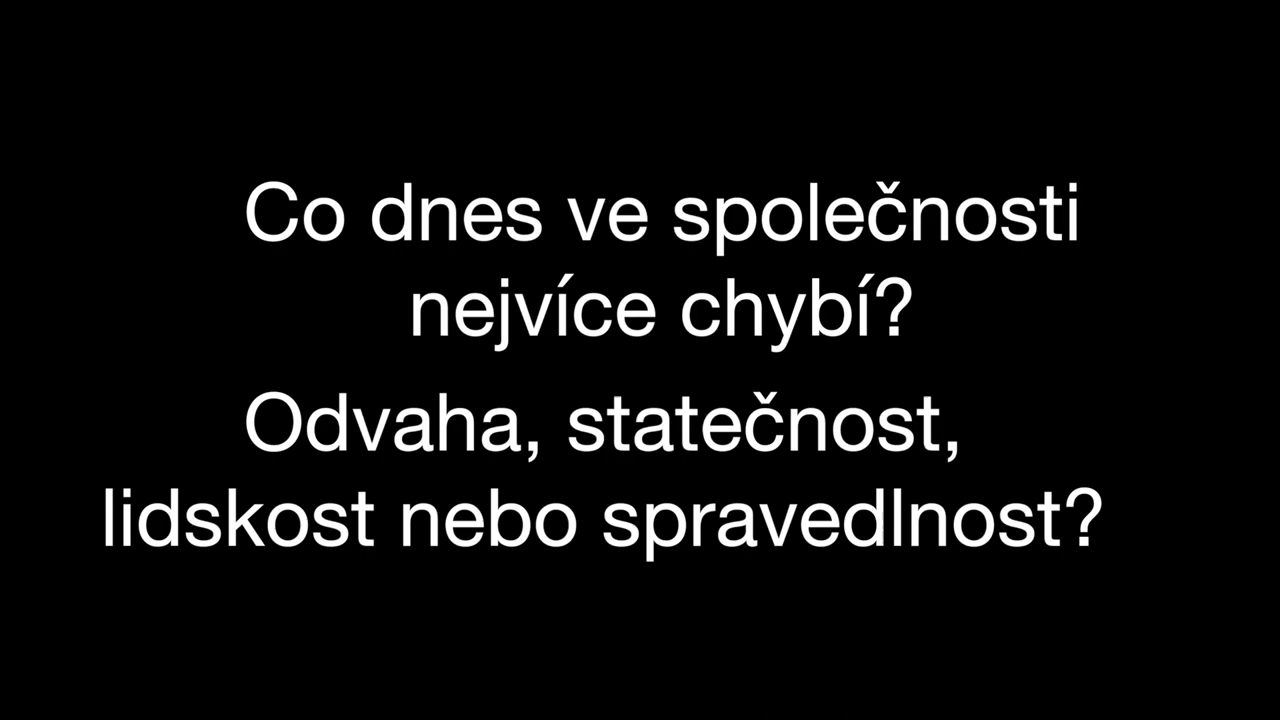 Co dnes ve společnosti
nejvíce chybí?
Odvaha, statečnost,
lidskost nebo spravedlnost?